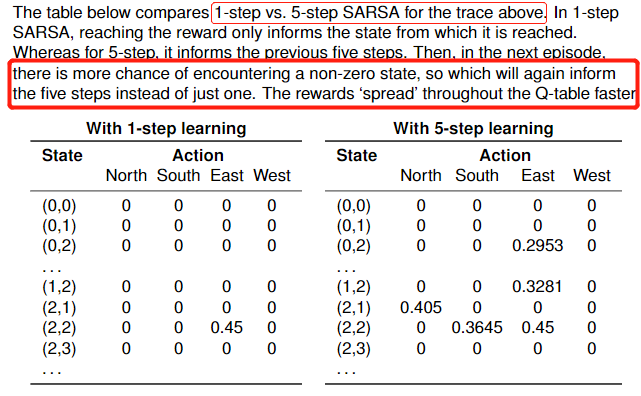 The table below compares 1-step vs. 5-step SARSA for the trace above. In 1-step
SARSA, reaching the reward only informs the state from which it is reached.
Whereas for 5-step, it informs the previous five steps. Then, in the next episode,
there is more chance of encountering a non-zero state, so which will again inform
the five steps instead of just one. The rewards ‘spread’ throughout the Q-table faster
With 1-step learning
State Action
North South East West
(0,0) 0 0 0 0
(0,1) 0 0 0 0
(0,2) 0 0 0 0
...
(1,2) 0 0 0 0
(2,1) 0 0 0 0
(2,2) 0 0 0.45 0
(2,3) 0 0 0 0
...
With 5-step learning
State Action
North South East West
(0,0) 0 0 0 0
(0,1) 0 0 0 0
(0,2) 0 0 0.2953 0
...
(1,2) 0 0 0.3281 0
(2,1) 0.405 0 0 0
(2,2) 0 0.3645 0.45 0
(2,3) 0 0 0 0
...